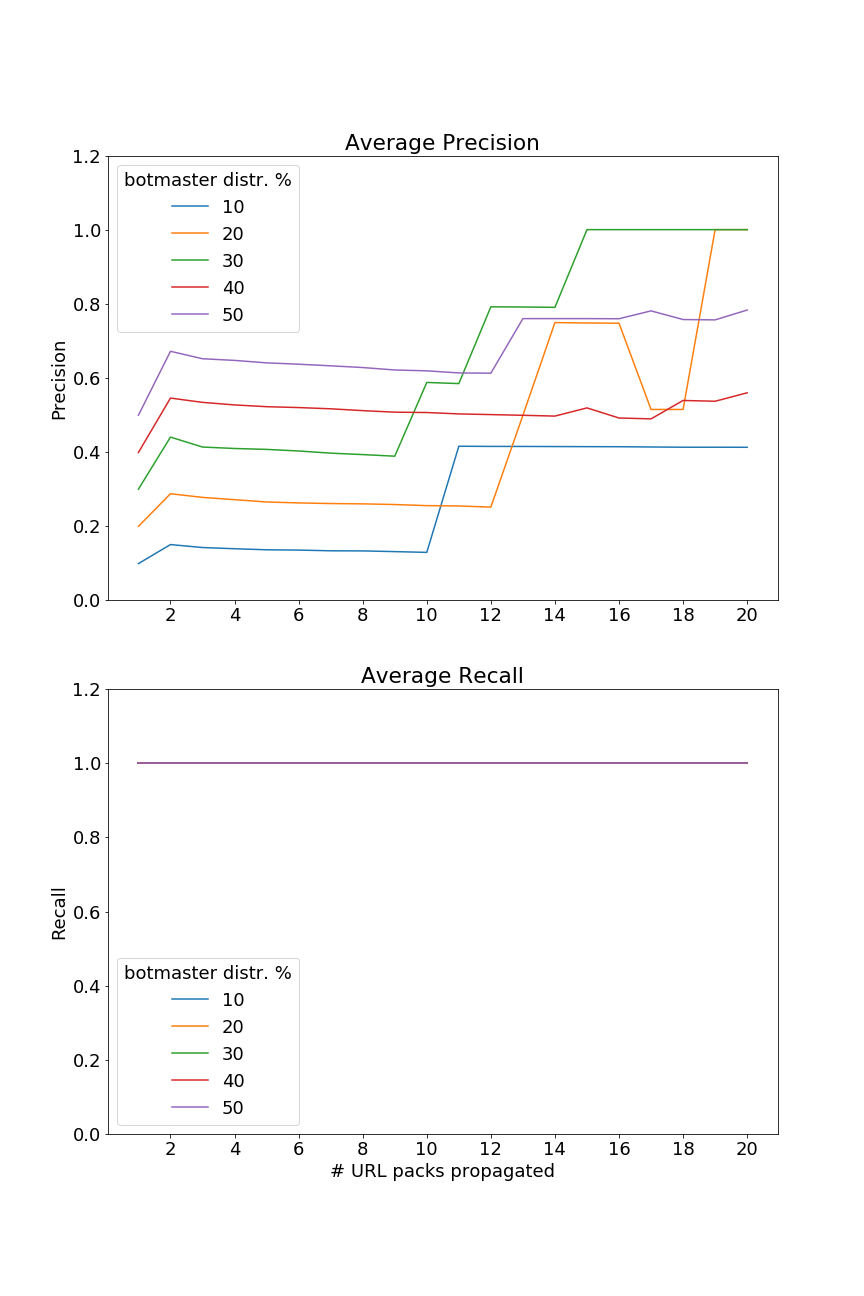 Average Precision
1.2
1.0
0.8
0.6
0.4
0.2
0.0
Precision
botmaster distr. %
10
20
30
40
50
2 4 6 8 10 12 14 16 18 20
Average Recall
1.2
1.0
0.8
0.6
0.4
0.2
0.0
Recall
botmaster distr. %
10
20
30
40
50
2 4 6 8 10 12 14 16 18 20
# URL packs propagated